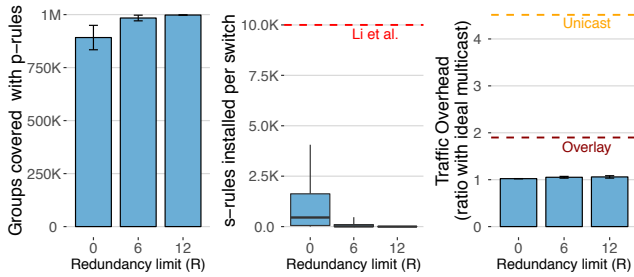 Groups covered with p-rules
1M
750K
500K
250K
0
0 6 12
Redundancy limit (R)
s-rules installed per switch
10.0K
7.5K
5.0K
2.5K
0.0
Li et al.
0 6 12
Redundancy limit (R)
Traffic Overhead
(ratio with ideal multicast)
4
3
2
1
0
Unicast
Overlay
0 6 12
Redundancy limit (R)